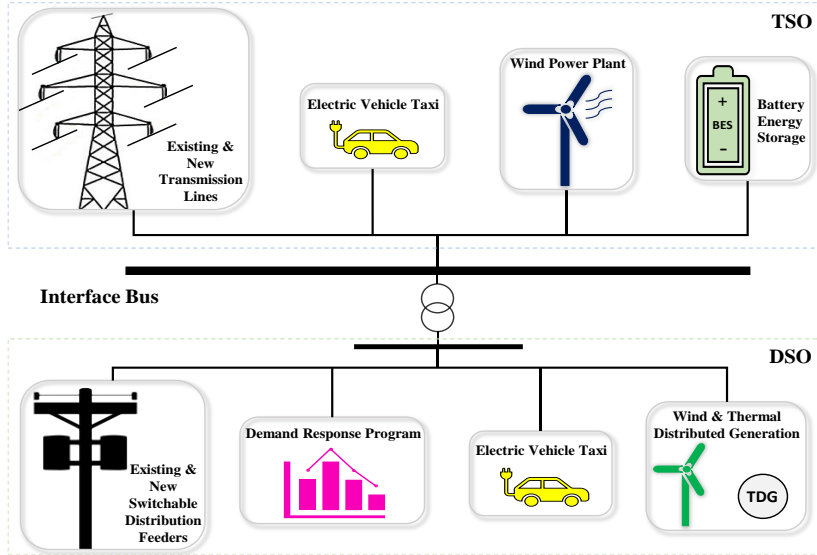 TSO
Existing &
New
Transmission
Lines
Electric Vehicle Taxi
Wind Power Plant
+
BES
−
Battery
Energy
Storage
Interface Bus
DSO
Existing &
New
Switchable
Distribution
Feeders
Demand Response Program
Electric Vehicle Taxi
Wind & Thermal
Distributed Generation
TDG